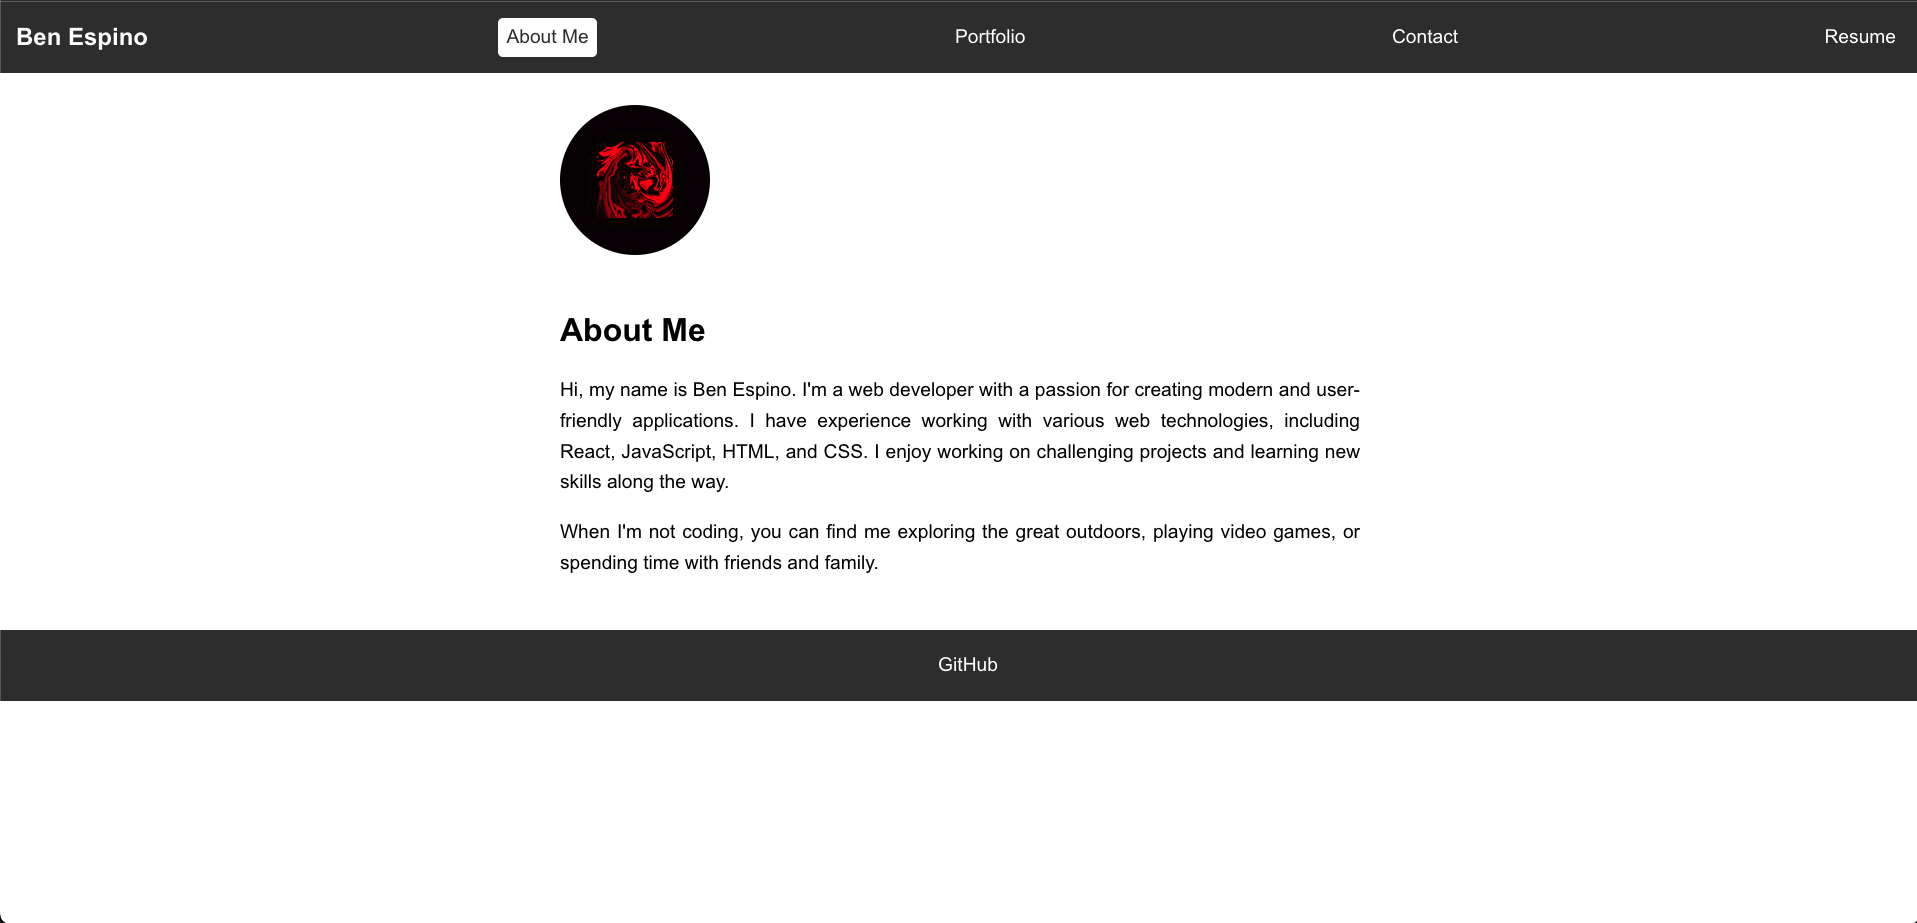 Ben Espino
About Me
Portfolio
Contact
Resume
About Me
Hi, my name is Ben Espino. I'm a web developer with a passion for creating modern and user-
friendly applications. I have experience working with various web technologies, including
React, JavaScript, HTML, and CSS. I enjoy working on challenging projects and learning new
skills along the way.
When I'm not coding, you can find me exploring the great outdoors, playing video games, or
spending time with friends and family.
GitHub